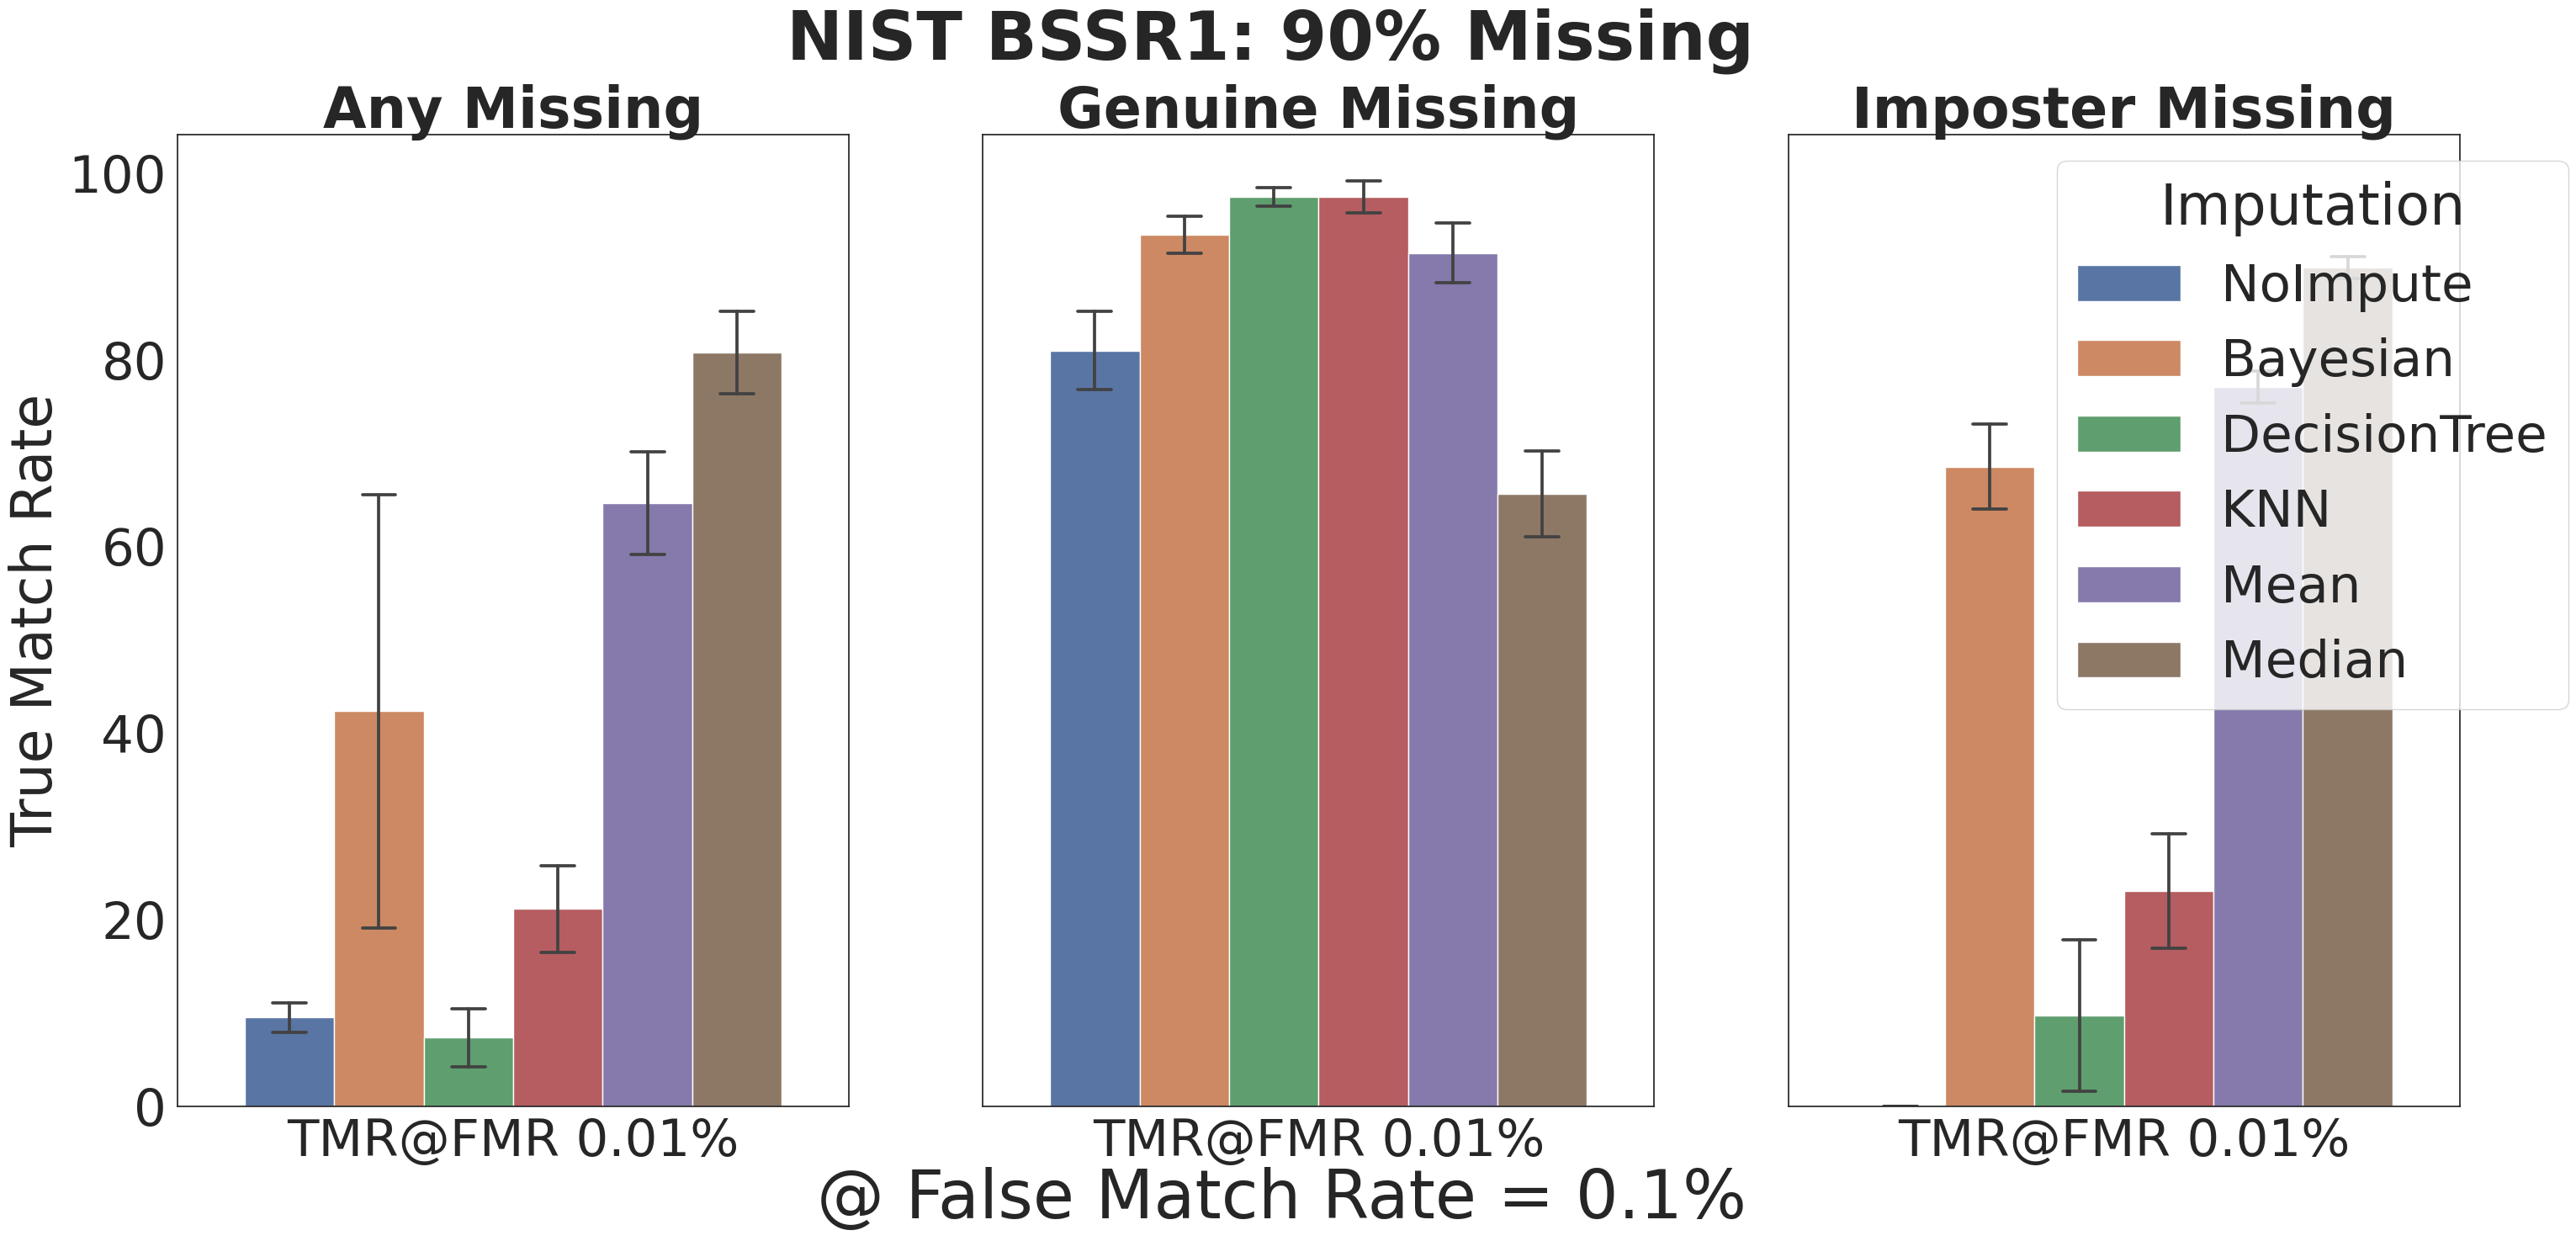 NIST BSSR1: 90% Missing
Any Missing
Genuine Missing
Imposter Missing
True Match Rate
100
80
60
40
20
0
Imputation
NoImpute
Bayesian
DecisionTree
KNN
Mean
Median
TMR@FMR 0.01%
TMR@FMR 0.01%
TMR@FMR 0.01%
@ False Match Rate = 0.1%